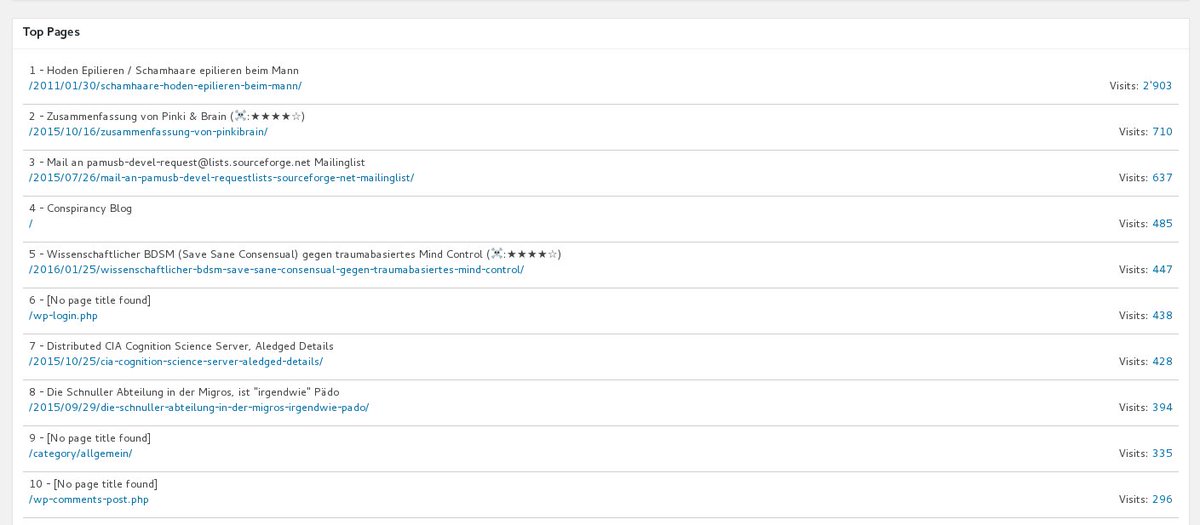 Top Pages
1 - Hoden Epilieren / Schamhaare epilieren beim Mann
/2011/01/30/schamhaare-hoden-epilieren-beim-mann/ Visits: 2'903
2 - Zusammenfassung von Pinki & Brain (☠:★★★★☆)
/2015/10/16/zusammenfassung-von-pinkibrain/ Visits: 710
3 - Mail an pamusb-devel-request@lists.sourceforge.net Mailinglist
/2015/07/26/mail-an-pamusb-devel-requestlists-sourceforge-net-mailinglist/ Visits: 637
4 - Conspirancy Blog
/ Visits: 485
5 - Wissenschaftlicher BDSM (Save Sane Consensual) gegen traumabasiertes Mind Control (☠:★★★★☆)
/2016/01/25/wissenschaftlicher-bdsm-save-sane-consensual-gegen-traumabasiertes-mind-control/ Visits: 447
6 - [No page title found]
/wp-login.php Visits: 438
7 - Distributed CIA Cognition Science Server, Aledged Details
/2015/10/25/cia-cognition-science-server-aledged-details/ Visits: 428
8 - Die Schnuller Abteilung in der Migros, ist "irgendwie" Pädo
/2015/09/29/die-schnuller-abteilung-in-der-migros-irgendwie-pado/ Visits: 394
9 - [No page title found]
/category/allgemein/ Visits: 335
10 - [No page title found]
/wp-comments-post.php Visits: 296